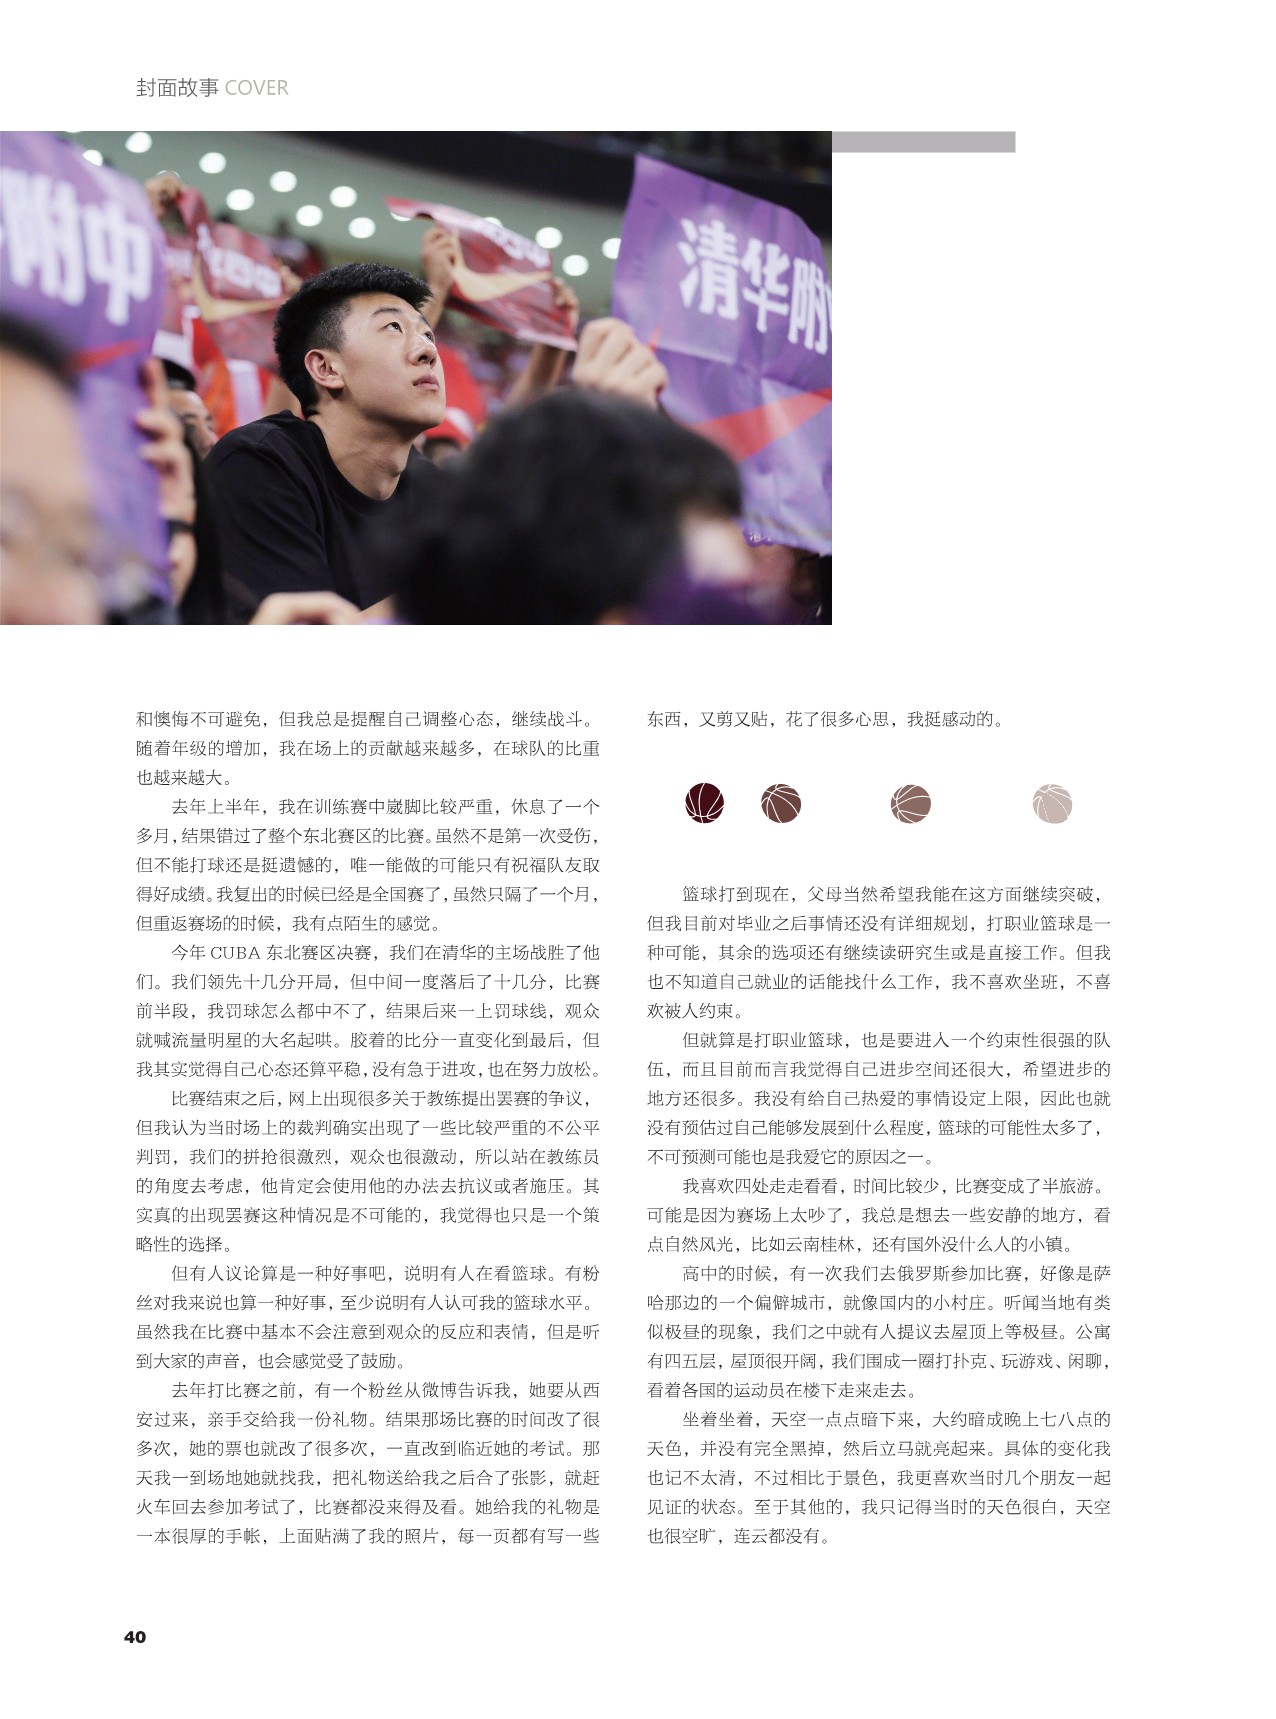 封面故事 COVER
附中
清华附
和懊悔不可避免，但我总是提醒自己调整心态，继续战斗。
随着年级的增加，我在场上的贡献越来越多，在球队的比重
也越来越大。
去年上半年，我在训练赛中崴脚比较严重，休息了一个
多月，结果错过了整个东北赛区的比赛。虽然不是第一次受伤，
但不能打球还是挺遗憾的，唯一能做的可能只有祝福队友取
得好成绩。我复出的时候已经是全国赛了，虽然只隔了一个月，
但重返赛场的时候，我有点陌生的感觉。
今年 CUBA 东北赛区决赛，我们在清华的主场战胜了他
们。我们领先十几分开局，但中间一度落后了十几分，比赛
前半段，我罚球怎么都中不了，结果后来一上罚球线，观众
就喊流量明星的大名起哄。胶着的比分一直变化到最后，但
我其实觉得自己心态还算平稳，没有急于进攻，也在努力放松。
比赛结束之后，网上出现很多关于教练提出罢赛的争议，
但我认为当时场上的裁判确实出现了一些比较严重的不公平
判罚，我们的拼抢很激烈，观众也很激动，所以站在教练员
的角度去考虑，他肯定会使用他的办法去抗议或者施压。其
实真的出现罢赛这种情况是不可能的，我觉得也只是一个策
略性的选择。
但有人议论算是一种好事吧，说明有人在看篮球。有粉
丝对我来说也算一种好事，至少说明有人认可我的篮球水平。
虽然我在比赛中基本不会注意到观众的反应和表情，但是听
到大家的声音，也会感觉受了鼓励。
去年打比赛之前，有一个粉丝从微博告诉我，她要从西
安过来，亲手交给我一份礼物。结果那场比赛的时间改了很
多次，她的票也就改了很多次，一直改到临近她的考试。那
天我一到场地她就找我，把礼物送给我之后合了张影，就赶
火车回去参加考试了，比赛都没来得及看。她给我的礼物是
一本很厚的手帐，上面贴满了我的照片，每一页都有写一些
东西，又剪又贴，花了很多心思，我挺感动的。
篮球打到现在，父母当然希望我能在这方面继续突破，
但我目前对毕业之后事情还没有详细规划，打职业篮球是一
种可能，其余的选项还有继续读研究生或是直接工作。但我
也不知道自己就业的话能找什么工作，我不喜欢坐班，不喜
欢被人约束。
但就算是打职业篮球，也是要进入一个约束性很强的队
伍，而且目前而言我觉得自己进步空间还很大，希望进步的
地方还很多。我没有给自己热爱的事情设定上限，因此也就
没有预估过自己能够发展到什么程度，篮球的可能性太多了，
不可预测可能也是我爱它的原因之一。
我喜欢四处走走看看，时间比较少，比赛变成了半旅游。
可能是因为赛场上太吵了，我总是想去一些安静的地方，看
点自然风光，比如云南桂林，还有国外没什么人的小镇。
高中的时候，有一次我们去俄罗斯参加比赛，好像是萨
哈那边的一个偏僻城市，就像国内的小村庄。听闻当地有类
似极昼的现象，我们之中就有人提议去屋顶上等极昼。公寓
有四五层，屋顶很开阔，我们围成一圈打扑克、玩游戏、闲聊，
看着各国的运动员在楼下走来走去。
坐着坐着，天空一点点暗下来，大约暗成晚上七八点的
天色，并没有完全黑掉，然后立马就亮起来。具体的变化我
也记不太清，不过相比于景色，我更喜欢当时几个朋友一起
见证的状态。至于其他的，我只记得当时的天色很白，天空
也很空旷，连云都没有。
40